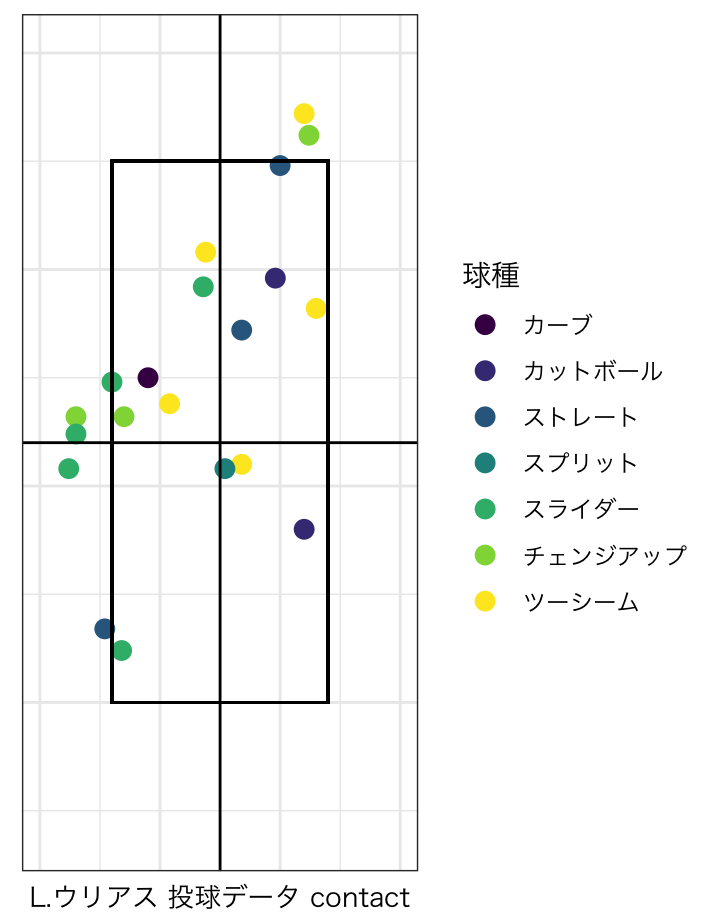 球種
カーブ
カットボール
ストレート
スプリット
スライダー
チェンジアップ
ツーシーム
L.ウリアス 投球データ contact